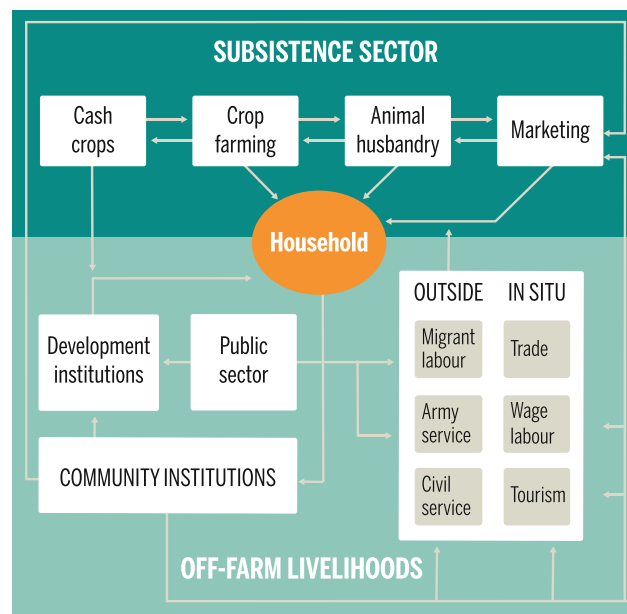 SUBSISTENCE SECTOR
Cash
crops
Crop
farming
Animal
husbandry
Marketing
Household
OUTSIDE
IN SITU
Migrant
labour
Trade
Development
institutions
Public
sector
Army
service
Wage
labour
COMMUNITY INSTITUTIONS
Civil
service
Tourism
OFF-FARM LIVELIHOODS